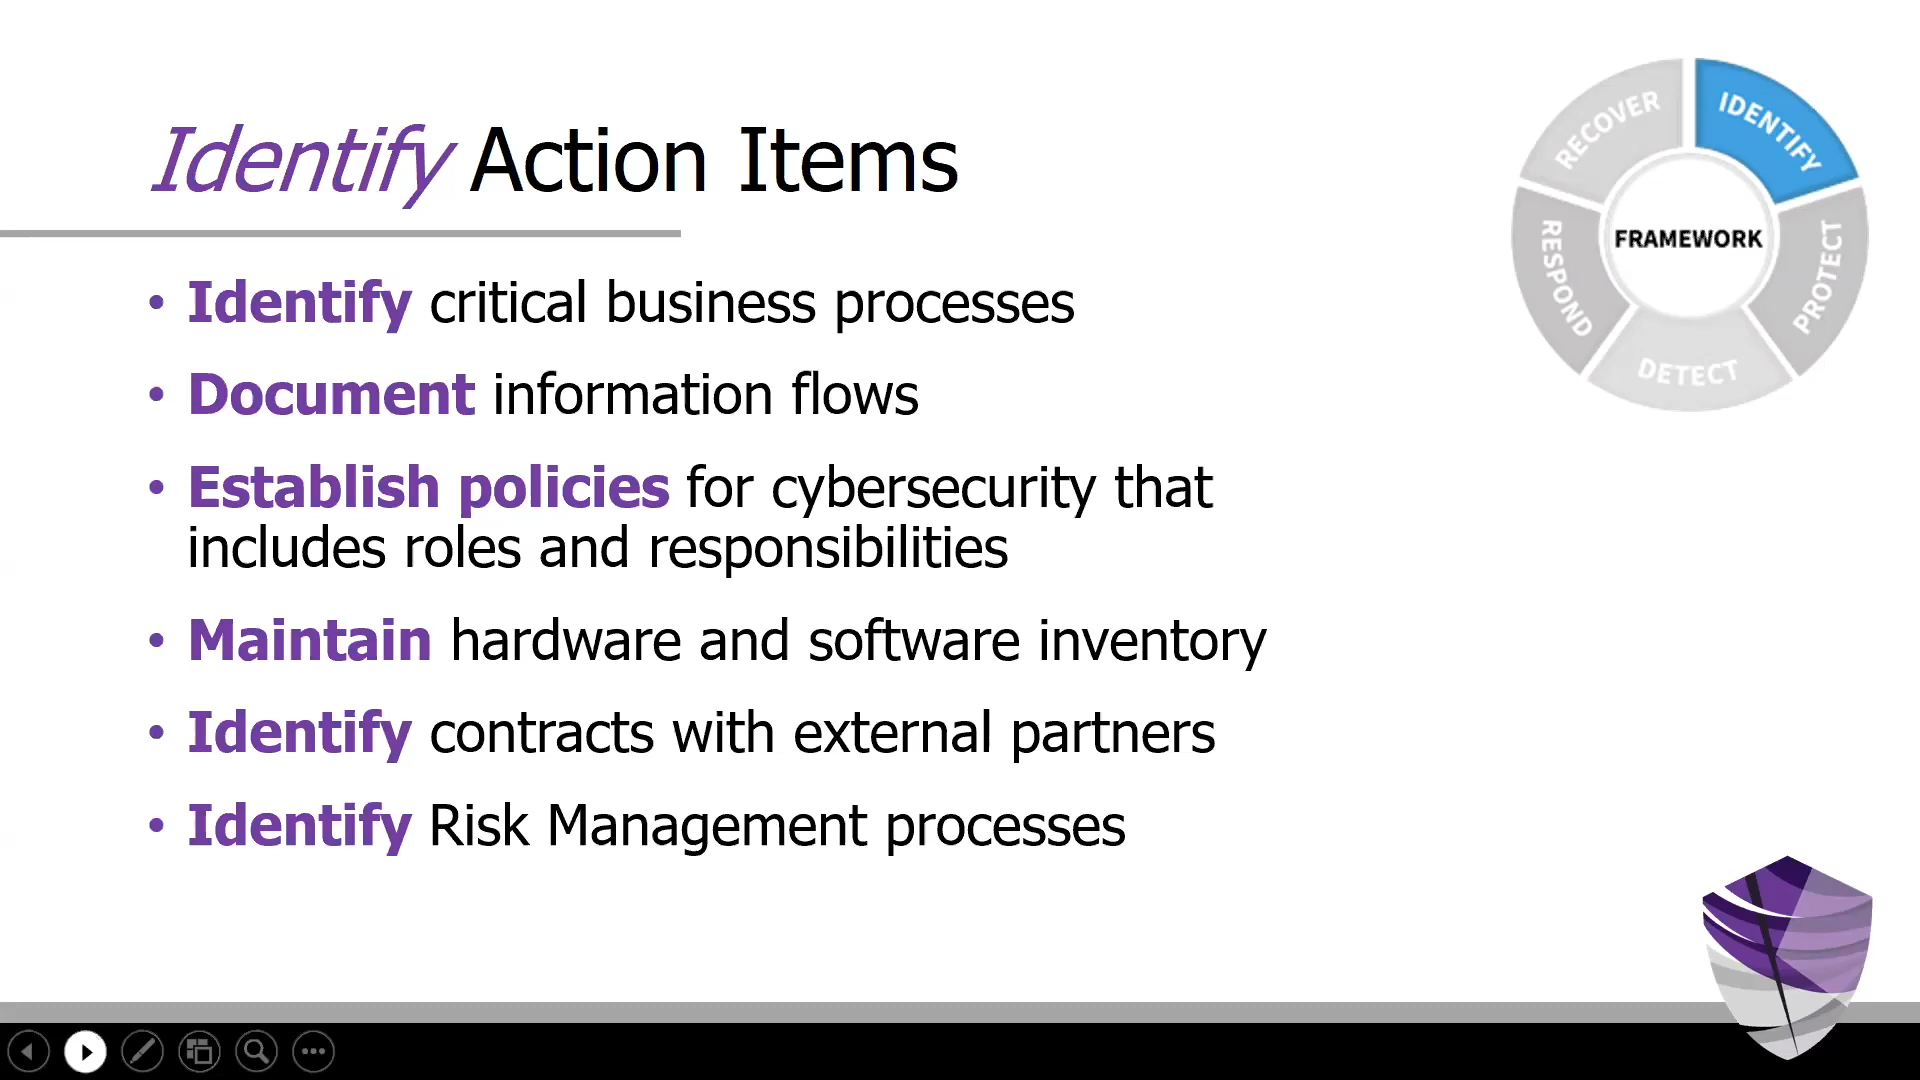 Identify Action Items
• Identify critical business processes
• Document information flows
• Establish policies for cybersecurity that
includes roles and responsibilities
• Maintain hardware and software inventory
• Identify contracts with external partners
• Identify Risk Management processes
RECOVER
IDENTIFY
FRAMEWORK
RESPOND
PROTECT
DETECT